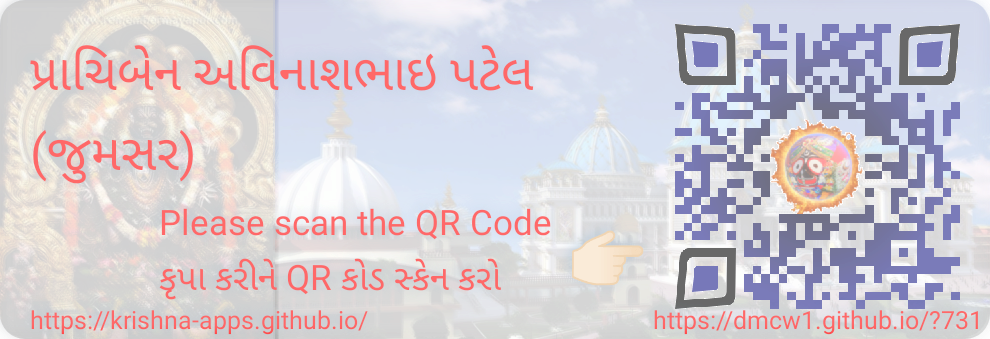 પ્રાચિબેન અવિનાશભાઇ પટેલ
(જુમસર)
Please scan the QR Code
કૃપા કરીને QR કોડ સ્કેન કરો
https://krishna-apps.github.io/
https://dmcw1.github.io/?731